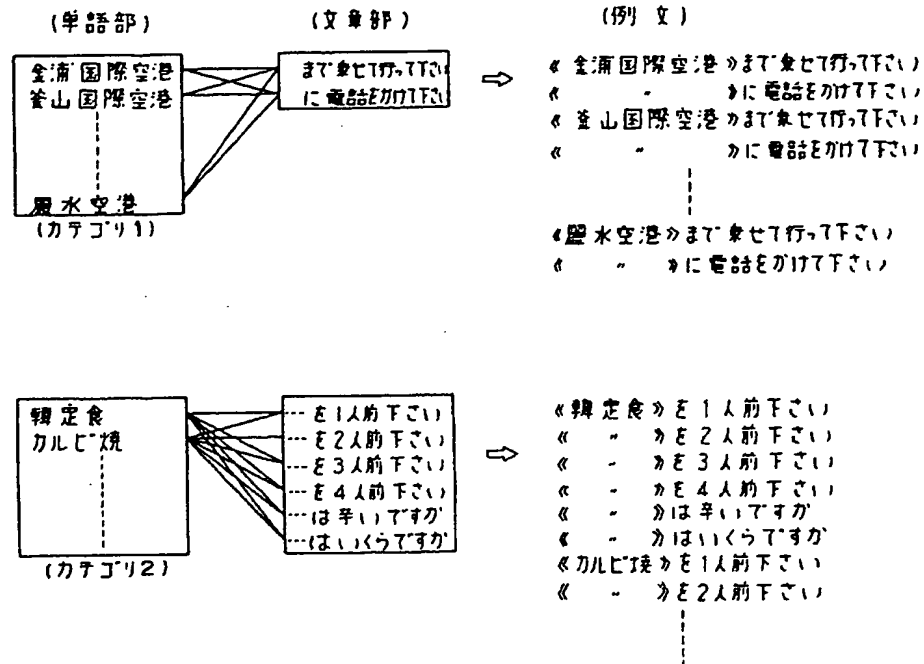 (単語部)
(文章部)
(例文)
金浦国際空港
釜山国際空港
麗水空港
(カテゴリ1)
まで乗せて行って下さい
に電話をかけて下さい
⇨
《金浦国際空港》まで乗せて行って下さい
《 〃 》に電話をかけて下さい
《釜山国際空港》まで乗せて行って下さい
《 〃 》に電話をかけて下さい
《麗水空港》まで乗せて行って下さい
《 〃 》に電話をかけて下さい
韓定食
カルビ焼
(カテゴリ2)
…を1人前下さい
…を2人前下さい
…を3人前下さい
…を4人前下さい
…は辛いですか
…はいくらですか
⇨
《韓定食》を1人前下さい
《 〃 》を2人前下さい
《 〃 》を3人前下さい
《 〃 》を4人前下さい
《 〃 》は辛いですか
《 〃 》はいくらですか
《カルビ焼》を1人前下さい
《 〃 》を2人前下さい